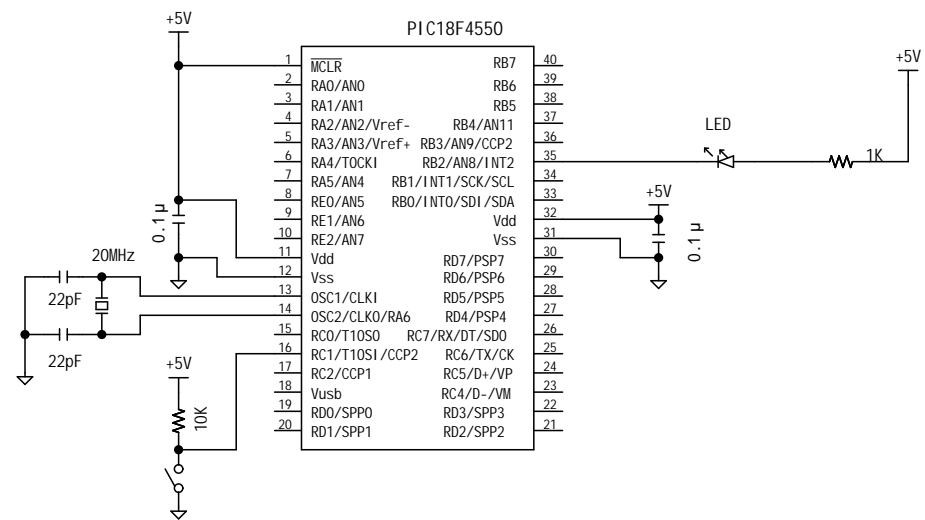 PIC18F4550
+5V
+5V
1 MCLR
2 RA0/AN0
3 RA1/AN1
4 RA2/AN2/Vref-
5 RA3/AN3/Vref+
6 RA4/TOCKI
7 RA5/AN4
8 RE0/AN5
9 RE1/AN6
10 RE2/AN7
11 Vdd
12 Vss
13 OSC1/CLKI
14 OSC2/CLKO/RA6
15 RC0/T1OSO
16 RC1/T1OSI/CCP2
17 RC2/CCP1
18 Vusb
19 RD0/SPP0
20 RD1/SPP1
RB7 40
RB6 39
RB5 38
RB4/AN11 37
RB3/AN9/CCP2 36
RB2/AN8/INT2 35
RB1/INT1/SCK/SCL 34
RB0/INT0/SDI/SDA 33
Vdd 32
Vss 31
RD7/PSP7 30
RD6/PSP6 29
RD5/PSP5 28
RD4/PSP4 27
RC7/RX/DT/SDO 26
RC6/TX/CK 25
RC5/D+/VP 24
RC4/D-/VM 23
RD3/SPP3 22
RD2/SPP2 21
LED
1K
+5V
0.1µ
0.1µ
20MHz
22pF
22pF
+5V
10K